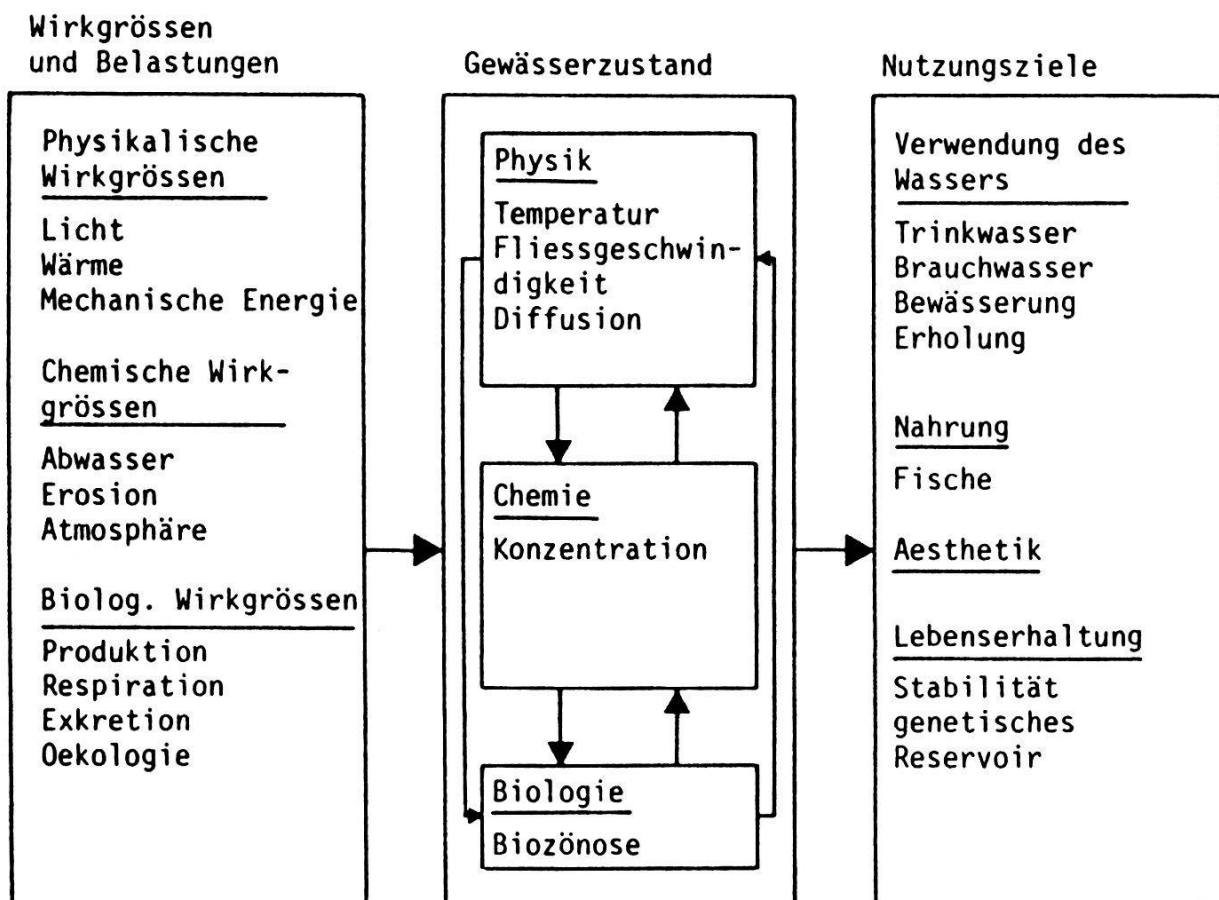 Wirkgrössen
und Belastungen
Physikalische
Wirkgrössen
Licht
Wärme
Mechanische Energie
Chemische Wirk-
grössen
Abwasser
Erosion
Atmosphäre
Biolog. Wirkgrössen
Produktion
Respiration
Exkretion
Oekologie
Gewässerzustand
Physik
Temperatur
Fliessgeschwin-
digkeit
Diffusion
Chemie
Konzentration
Biologie
Biozönose
Nutzungsziele
Verwendung des
Wassers
Trinkwasser
Brauchwasser
Bewässerung
Erholung
Nahrung
Fische
Aesthetik
Lebenserhaltung
Stabilität
genetisches
Reservoir